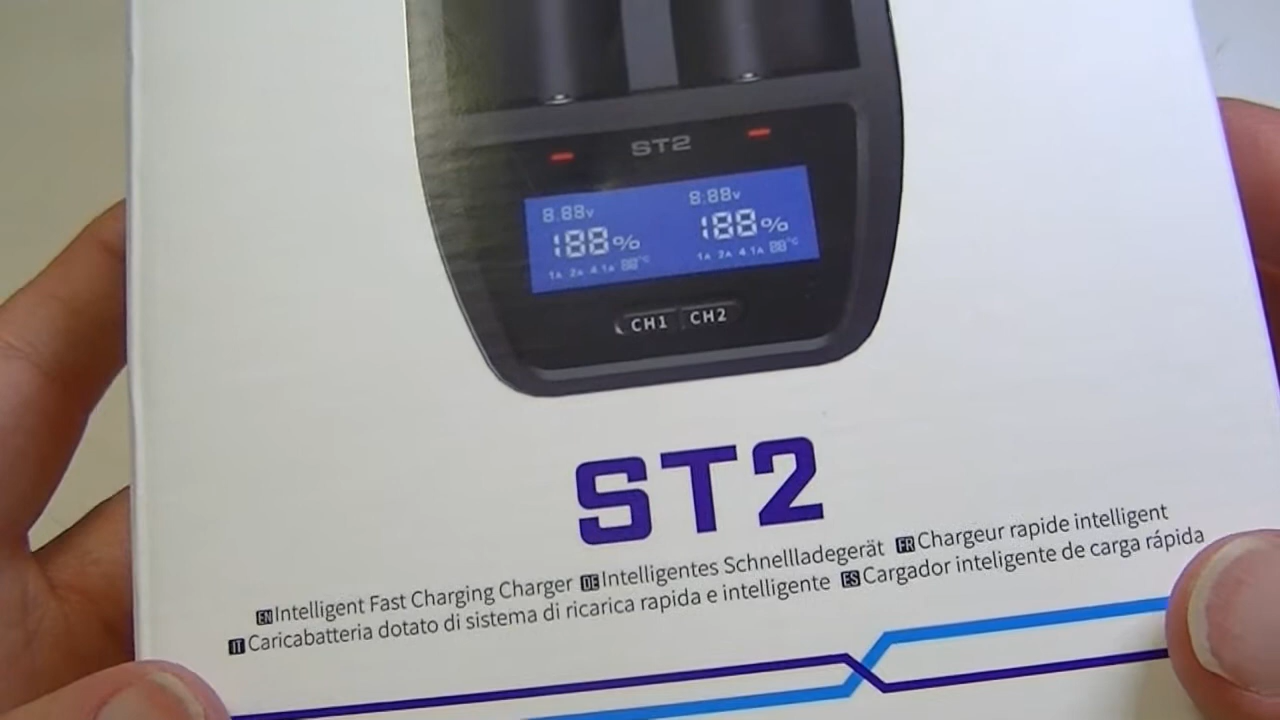 ST2
8.88v 8.88v
188% 188%
1A 2A 4.1A 88°C 1A 2A 4.1A 88°C
CH1 CH2
ST2
EN Intelligent Fast Charging Charger DE Intelligentes Schnellladegerät FR Chargeur rapide intelligent
IT Caricabatteria dotato di sistema di ricarica rapida e intelligente ES Cargador inteligente de carga rápida